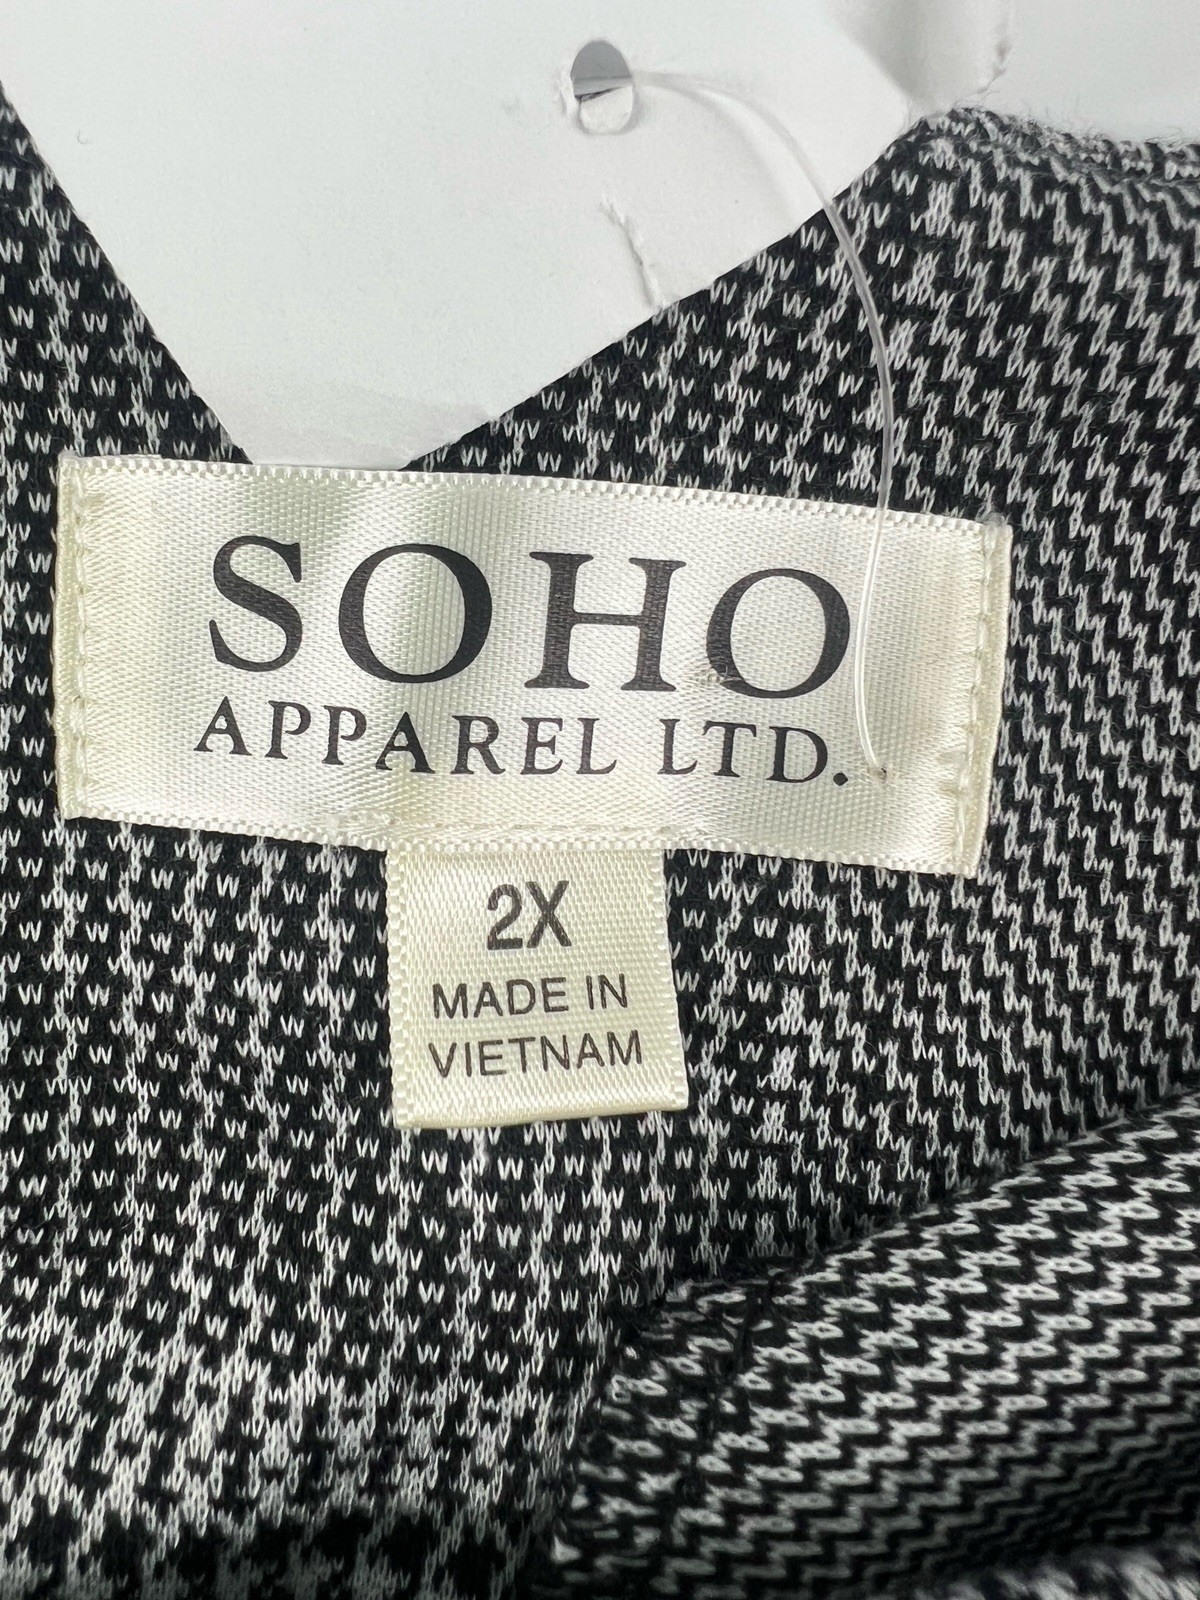 SOHO
APPAREL LTD.
2X
MADE IN
VIETNAM